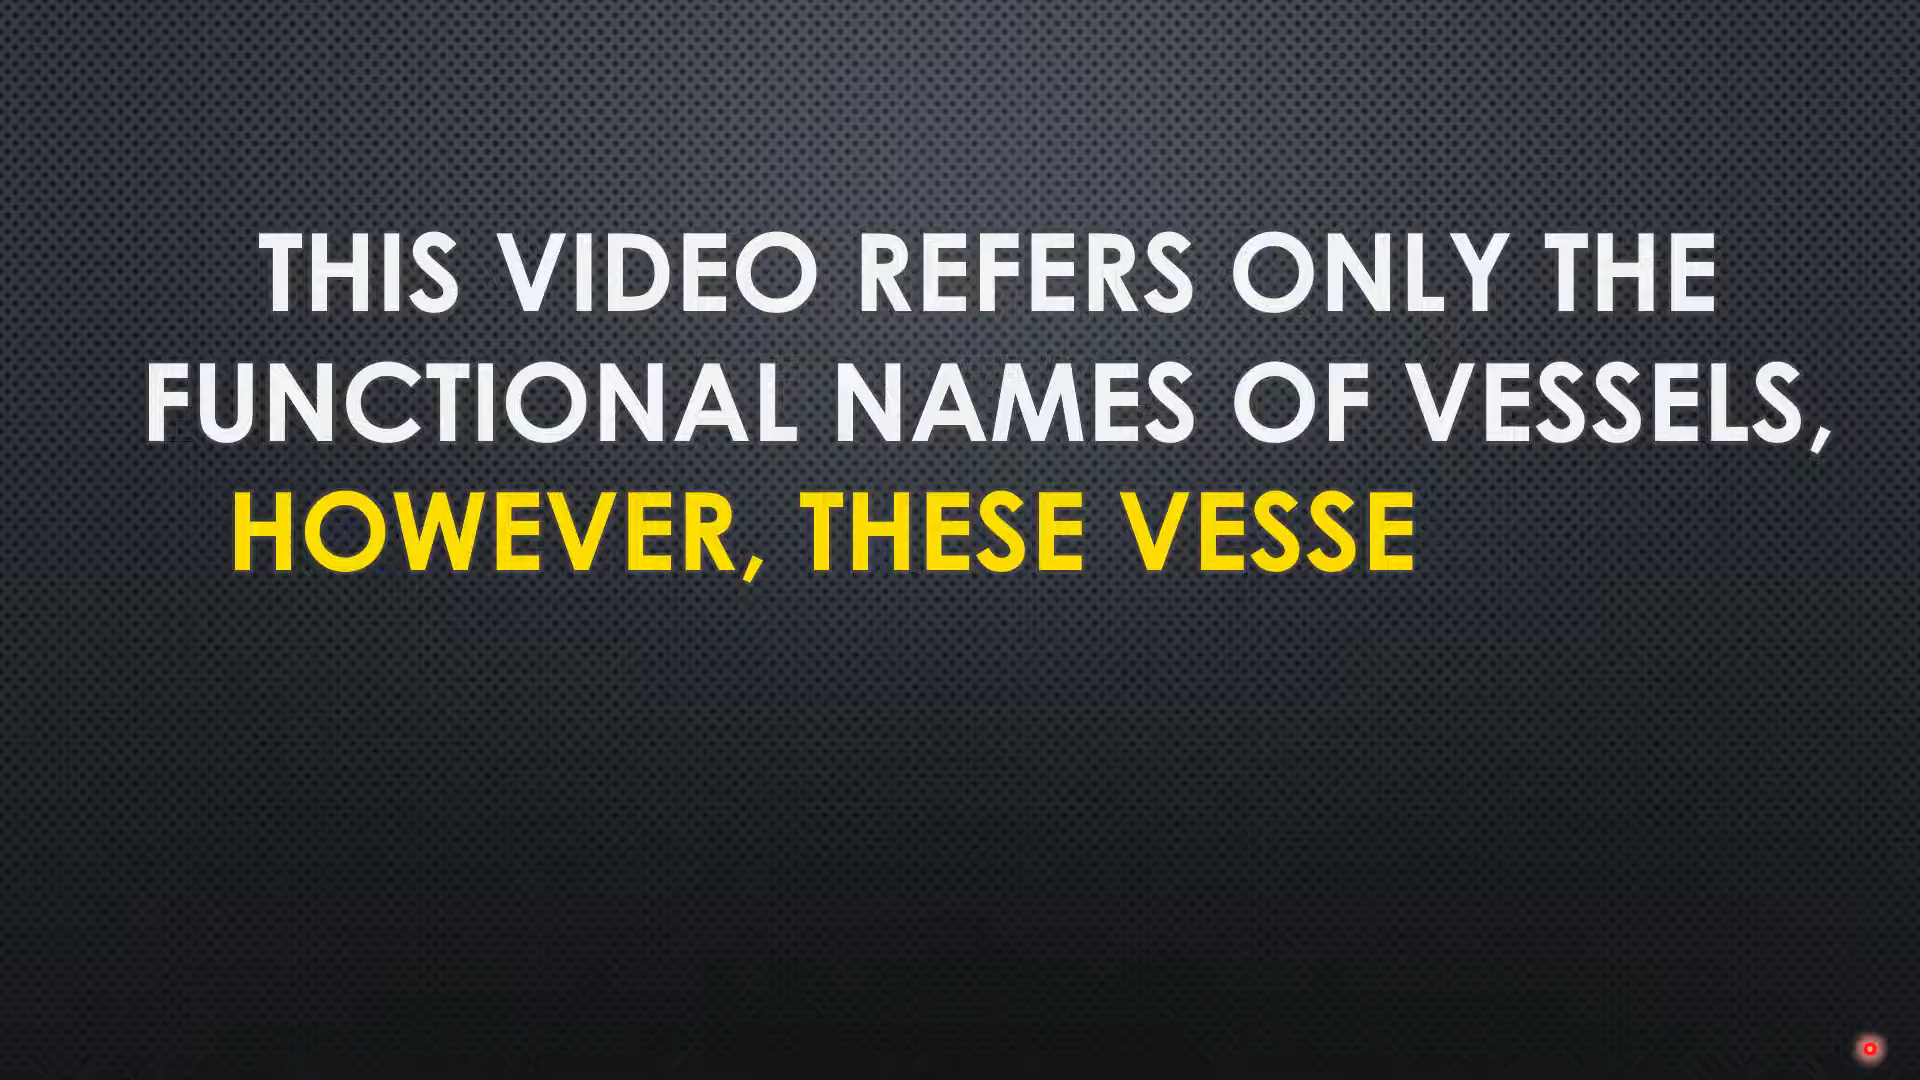 THIS VIDEO REFERS ONLY THE
FUNCTIONAL NAMES OF VESSELS,
HOWEVER, THESE VESSE